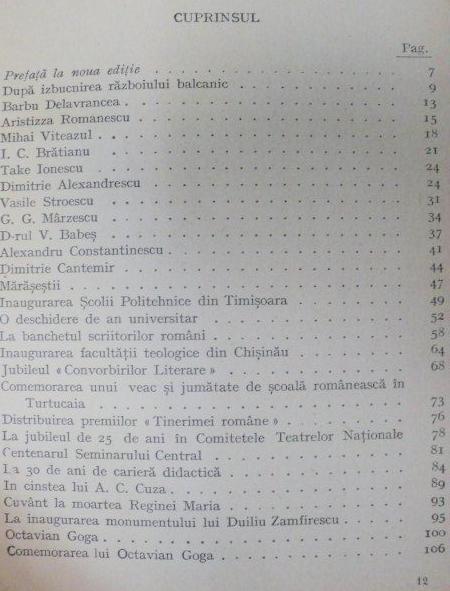 CUPRINSUL
Pag.
Prefață la noua ediție . . . . . . . . . . . . . . . 7
După izbucnirea războiului balcanic . . . . . . . . . . 9
Barbu Delavrancea . . . . . . . . . . . . . . . . . 13
Aristizza Romanescu . . . . . . . . . . . . . . . . 15
Mihai Viteazul . . . . . . . . . . . . . . . . . . 18
I. C. Brătianu . . . . . . . . . . . . . . . . . . 21
Take Ionescu . . . . . . . . . . . . . . . . . . . 24
Dimitrie Alexandrescu . . . . . . . . . . . . . . . 24
Vasile Stroescu . . . . . . . . . . . . . . . . . . 31
G. G. Mârzescu . . . . . . . . . . . . . . . . . . 34
D-rul V. Babeș . . . . . . . . . . . . . . . . . . 37
Alexandru Constantinescu . . . . . . . . . . . . . . 41
Dimitrie Cantemir . . . . . . . . . . . . . . . . . 44
Mărășeștii . . . . . . . . . . . . . . . . . . . . 47
Inaugurarea Școlii Politehnice din Timișoara . . . . . . . 49
O deschidere de an universitar . . . . . . . . . . . . 52
La banchetul scriitorilor români . . . . . . . . . . . . 58
Inaugurarea facultății teologice din Chișinău . . . . . . . 64
Jubileul « Convorbirilor Literare » . . . . . . . . . . . 68
Comemorarea unui veac și jumătate de școală românească în
Turtucaia . . . . . . . . . . . . . . . . . . . 73
Distribuirea premiilor « Tinerimei române » . . . . . . . . 76
La jubileul de 25 de ani în Comitetele Teatrelor Naționale 78
Centenarul Seminarului Central . . . . . . . . . . . . 81
La 30 de ani de carieră didactică . . . . . . . . . . . 84
In cinstea lui A. C. Cuza . . . . . . . . . . . . . . 89
Cuvânt la moartea Reginei Maria . . . . . . . . . . . 93
La inaugurarea monumentului lui Duiliu Zamfirescu . . . . . 95
Octavian Goga . . . . . . . . . . . . . . . . . . 100
Comemorarea lui Octavian Goga . . . . . . . . . . . . 106
12